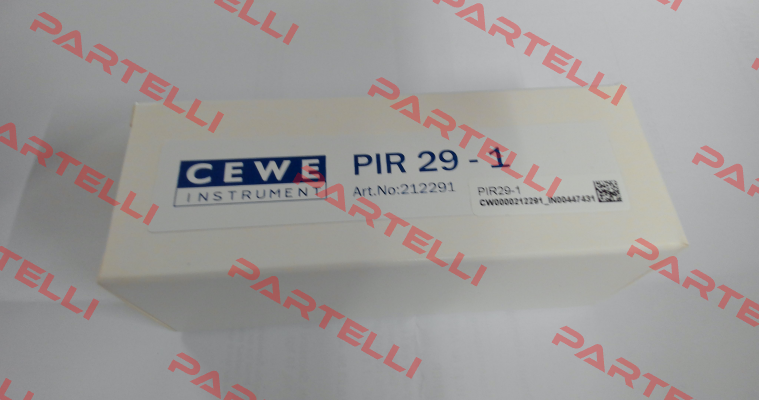 CEWE
INSTRUMENT
PIR 29 - 1
Art.No:212291
PIR29-1
CW0000212291_IN00447431
PARTELLI
PARTELLI
PARTELLI
PARTELLI
PARTELLI
PARTELLI
PARTELLI
PARTELLI